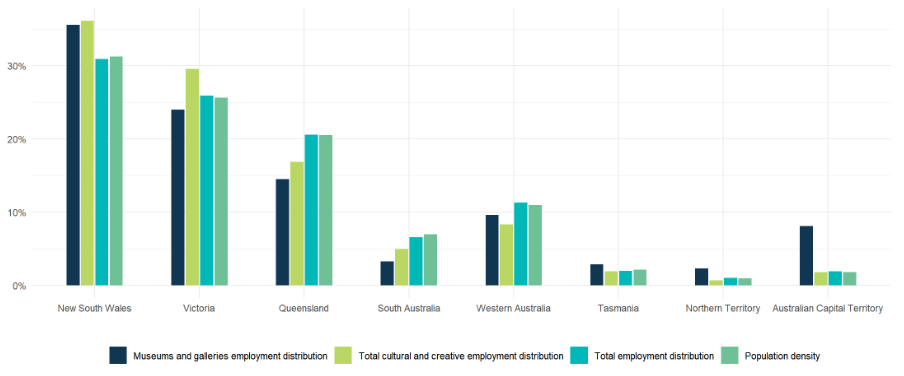 30%
20%
10%
0%
New South Wales Victoria Queensland South Australia Western Australia Tasmania Northern Territory Australian Capital Territory
Museums and galleries employment distribution Total cultural and creative employment distribution Total employment distribution Population density